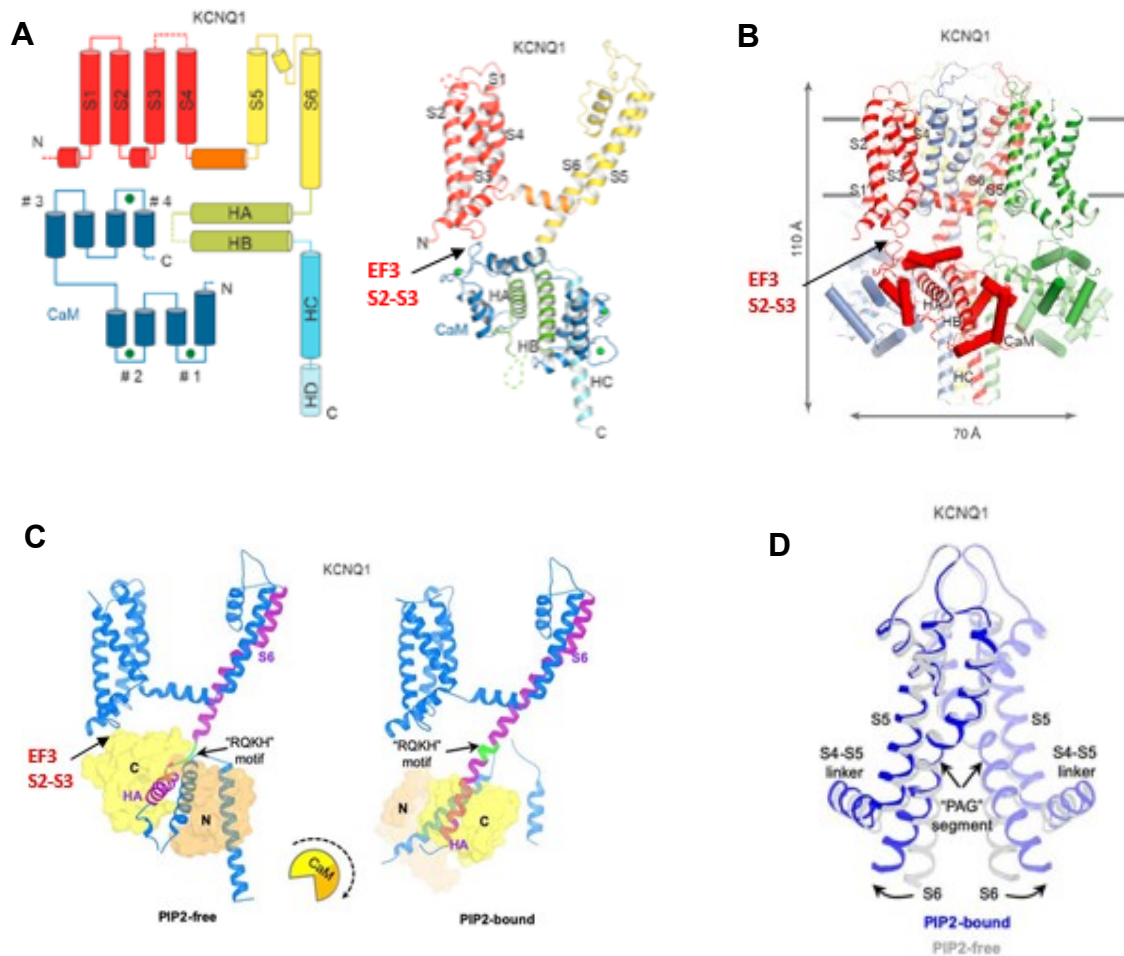 A
KCNQ1
S1
S2
S3
S4
S5
S6
N
# 3
# 4
C
HA
HB
CaM
N
HC
# 2
# 1
HD
C
KCNQ1
S1
S2
S4
S3
S6
S5
N
EF3
S2-S3
HA
CaM
HB
HC
C
B
KCNQ1
S4
S2
S3
S1
S6
S5
110 Å
EF3
S2-S3
HA
HB
CaM
HC
70 Å
C
KCNQ1
S6
S6
EF3
S2-S3
"RQKH"
motif
C
HA
N
"RQKH"
motif
N
C
HA
CaM
PIP2-free
PIP2-bound
D
KCNQ1
S5
S5
S4-S5
linker
S4-S5
linker
"PAG"
segment
S6
S6
PIP2-bound
PIP2-free